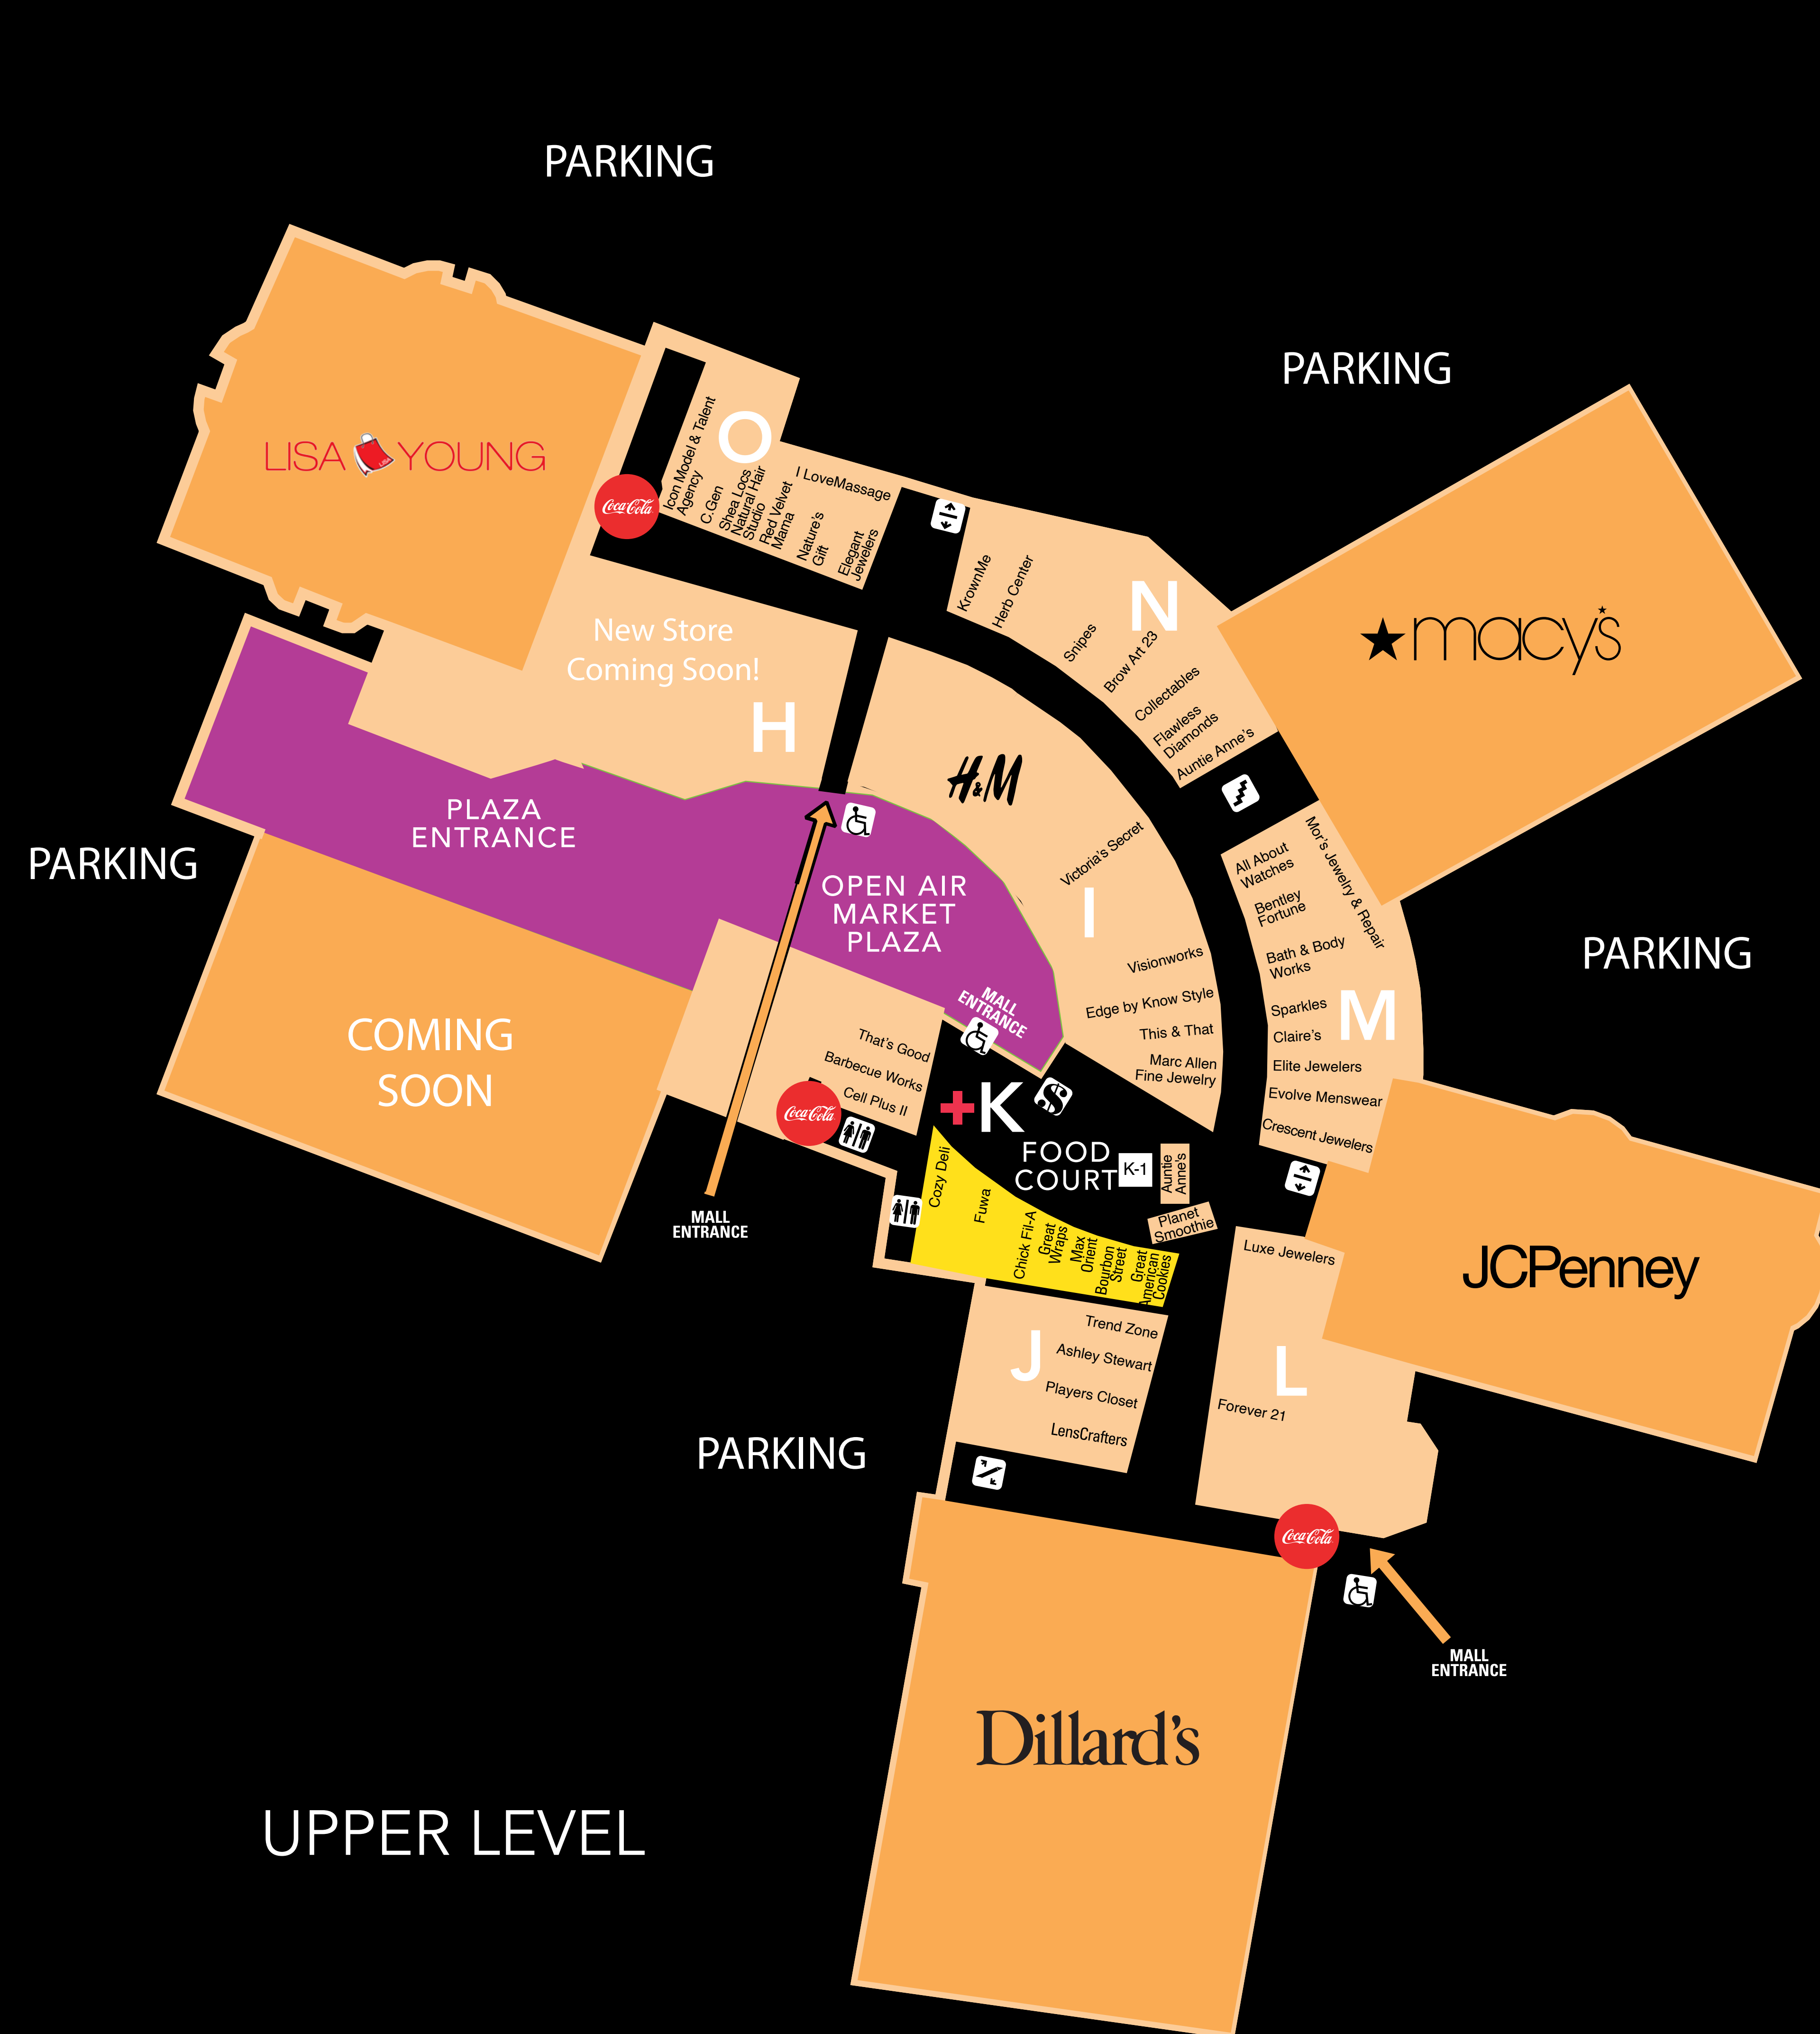 PARKING
PARKING
LISA YOUNG
LISA
Icon Model & Talent
Agency
O
C.Gen
Shea Locs
Natural Hair
Studio
Red Velvet
Mama
I LoveMassage
Nature's
Gift
Elegant
Jewelers
Coca-Cola
KrownMe
Herb Center
N
Snipes
Brow Art 23
Collectables
Flawless
Diamonds
Auntie Anne's
macy's
New Store
Coming Soon!
H
H&M
Victoria's Secret
I
Visionworks
Edge by Know Style
This & That
Marc Allen
Fine Jewelry
PLAZA
ENTRANCE
PARKING
OPEN AIR
MARKET
PLAZA
MALL
ENTRANCE
All About
Watches
Mor's Jewelry & Repair
Bentley
Fortune
Bath & Body
Works
Sparkles
M
Claire's
Elite Jewelers
Evolve Menswear
Crescent Jewelers
PARKING
COMING
SOON
That's Good
Barbecue Works
Cell Plus II
Coca-Cola
+K
$
FOOD
COURT
K-1
Auntie
Anne's
Planet
Smoothie
MALL
ENTRANCE
Cozy Deli
Fuwa
Chick Fil-A
Great
Wraps
Max
Orient
Bourbon
Street
Great
American
Cookies
Luxe Jewelers
JCPenney
J
Trend Zone
Ashley Stewart
Players Closet
LensCrafters
L
Forever 21
PARKING
Coca-Cola
MALL
ENTRANCE
Dillard's
UPPER LEVEL